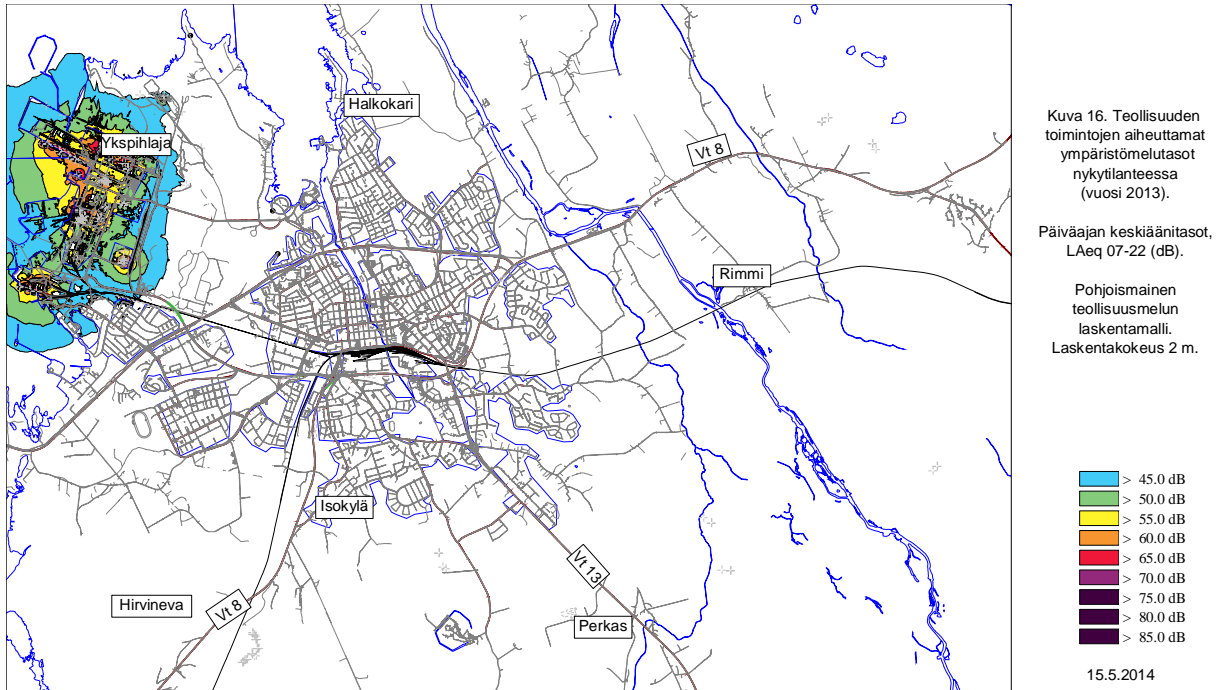 Halkokari
Ykspihlaja
Vt 8
Rimmi
Isokylä
Vt 13
Hirvineva
Vt 8
Perkas
Kuva 16. Teollisuuden
toimintojen aiheuttamat
ympäristömelutasot
nykytilanteessa
(vuosi 2013).
Päiväajan keskiäänitasot,
LAeq 07-22 (dB).
Pohjoismainen
teollisuusmelun
laskentamalli.
Laskentakokeus 2 m.
> 45.0 dB
> 50.0 dB
> 55.0 dB
> 60.0 dB
> 65.0 dB
> 70.0 dB
> 75.0 dB
> 80.0 dB
> 85.0 dB
15.5.2014